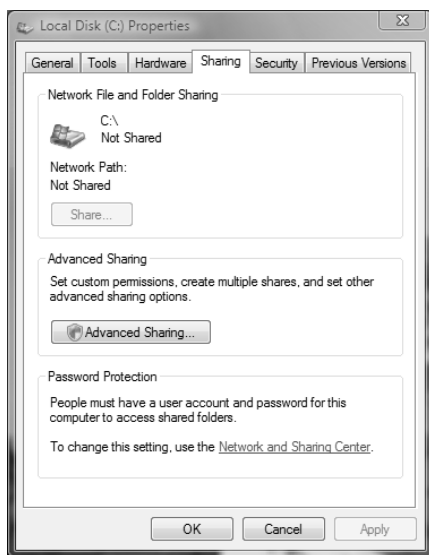 Local Disk (C:) Properties
General Tools Hardware Sharing Security Previous Versions
Network File and Folder Sharing
C:\
Not Shared
Network Path:
Not Shared
Share...
Advanced Sharing
Set custom permissions, create multiple shares, and set other
advanced sharing options.
Advanced Sharing...
Password Protection
People must have a user account and password for this
computer to access shared folders.
To change this setting, use the Network and Sharing Center.
OK Cancel Apply